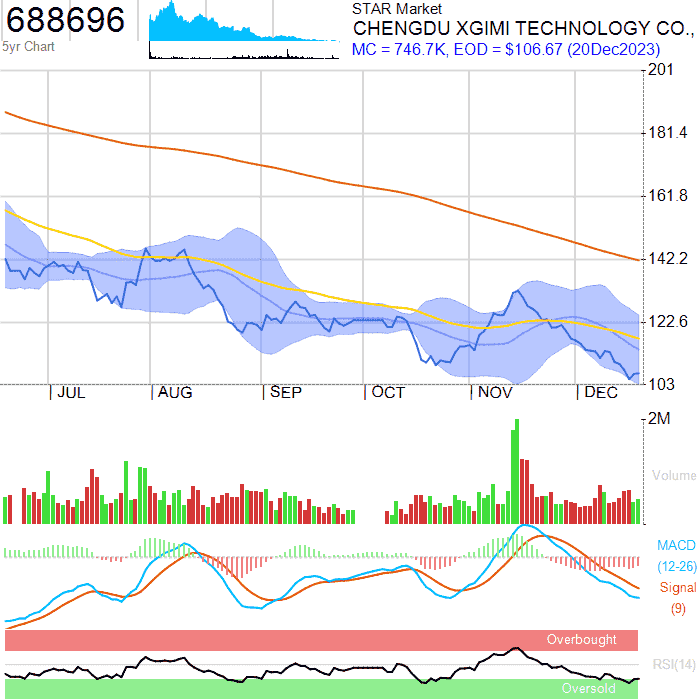 688696
5yr Chart
STAR Market
CHENGDU XGIMI TECHNOLOGY CO.,
MC = 746.7K, EOD = $106.67 (20Dec2023)
201
181.4
161.8
142.2
122.6
103
JUL AUG SEP OCT NOV DEC
2M
Volume
MACD
(12-26)
Signal
(9)
Overbought
RSI(14)
Oversold